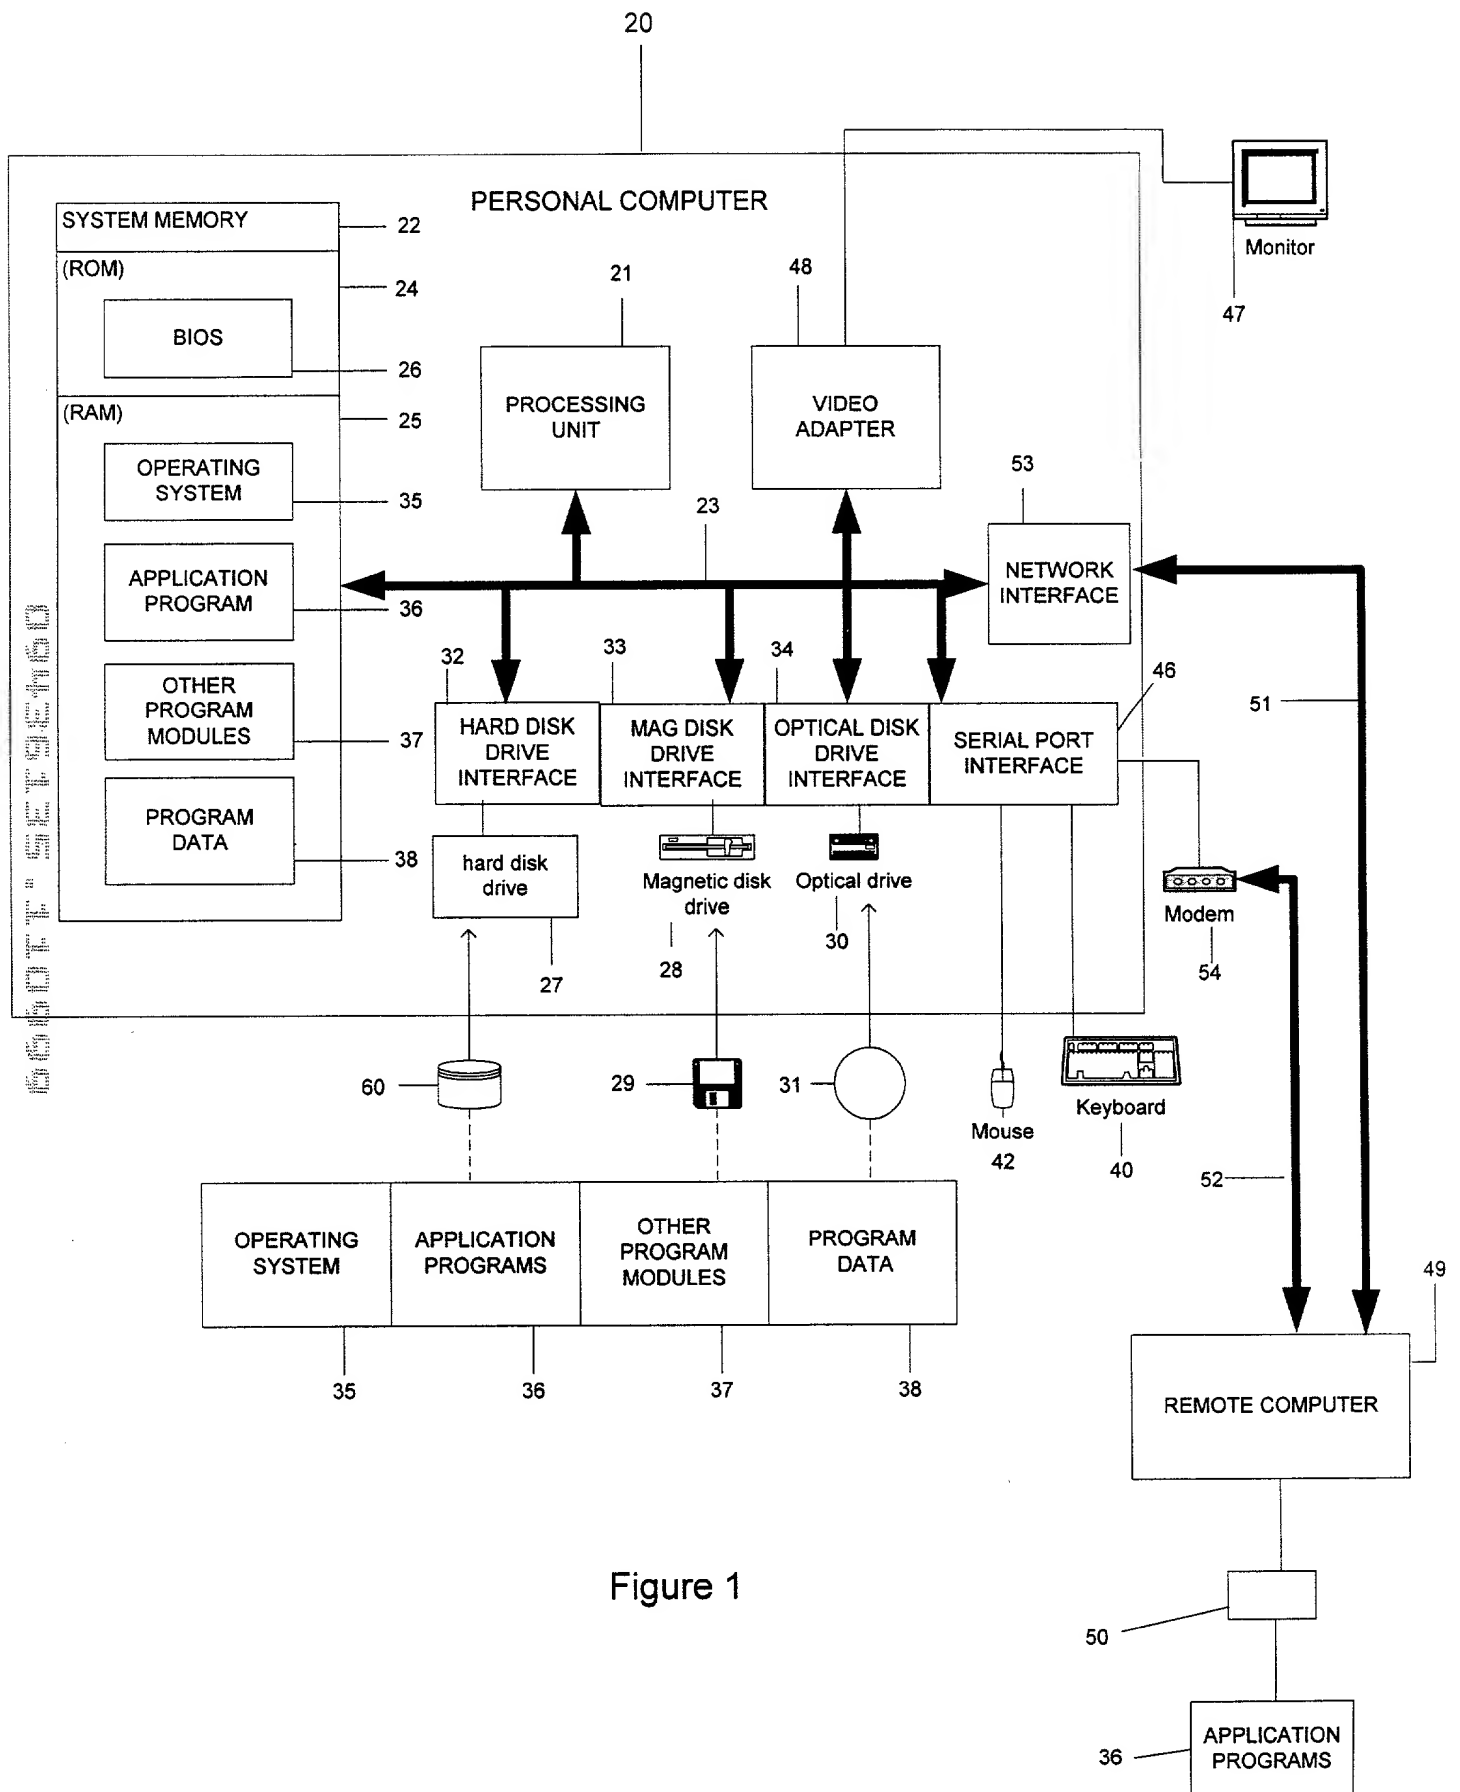 20
PERSONAL COMPUTER
SYSTEM MEMORY
22
(ROM)
24
BIOS
26
(RAM)
25
OPERATING
SYSTEM
35
APPLICATION
PROGRAM
36
OTHER
PROGRAM
MODULES
37
PROGRAM
DATA
38
21
PROCESSING
UNIT
48
VIDEO
ADAPTER
Monitor
47
53
NETWORK
INTERFACE
23
32
HARD DISK
DRIVE
INTERFACE
33
MAG DISK
DRIVE
INTERFACE
34
OPTICAL DISK
DRIVE
INTERFACE
46
SERIAL PORT
INTERFACE
51
hard disk
drive
27
Magnetic disk
drive
28
Optical drive
30
Modem
54
60
29
31
Mouse
42
Keyboard
40
52
OPERATING
SYSTEM
35
APPLICATION
PROGRAMS
36
OTHER
PROGRAM
MODULES
37
PROGRAM
DATA
38
49
REMOTE COMPUTER
50
36
APPLICATION
PROGRAMS
Figure 1